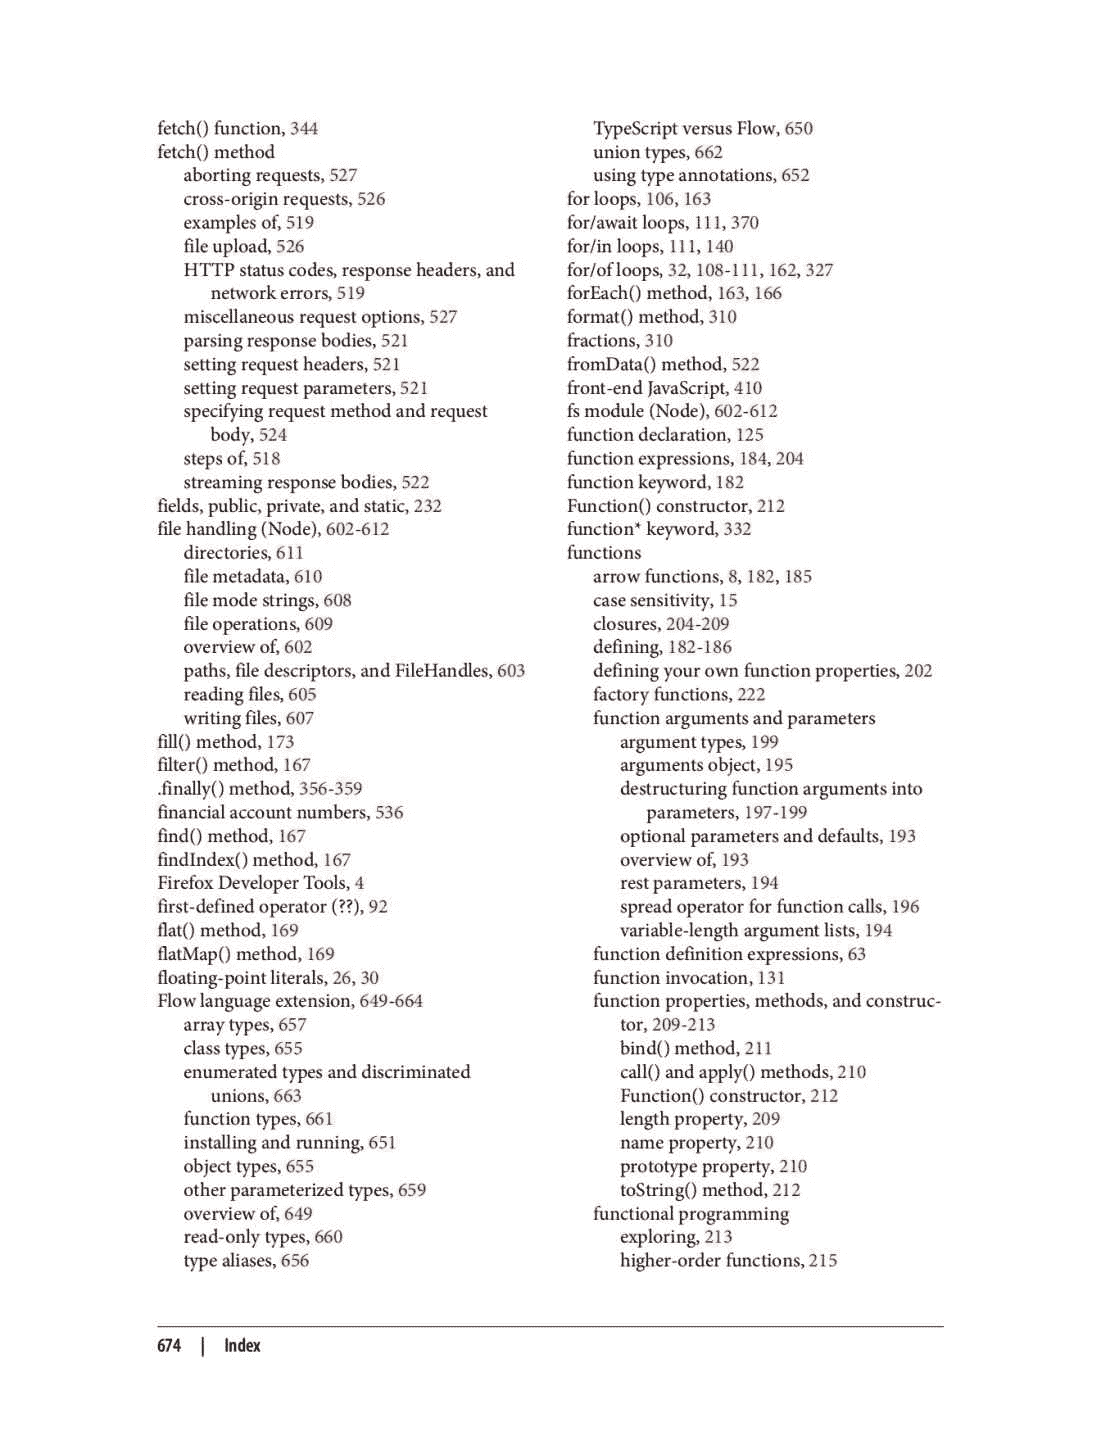 fetch() function, 344
fetch() method
aborting requests, 527
cross-origin requests, 526
examples of, 519
file upload, 526
HTTP status codes, response headers, and
network errors, 519
miscellaneous request options, 527
parsing response bodies, 521
setting request headers, 521
setting request parameters, 521
specifying request method and request
body, 524
steps of, 518
streaming response bodies, 522
fields, public, private, and static, 232
file handling (Node), 602-612
directories, 611
file metadata, 610
file mode strings, 608
file operations, 609
overview of, 602
paths, file descriptors, and FileHandles, 603
reading files, 605
writing files, 607
fill() method, 173
filter() method, 167
.finally() method, 356-359
financial account numbers, 536
find() method, 167
findIndex() method, 167
Firefox Developer Tools, 4
first-defined operator (??), 92
flat() method, 169
flatMap() method, 169
floating-point literals, 26, 30
Flow language extension, 649-664
array types, 657
class types, 655
enumerated types and discriminated
unions, 663
function types, 661
installing and running, 651
object types, 655
other parameterized types, 659
overview of, 649
read-only types, 660
type aliases, 656
TypeScript versus Flow, 650
union types, 662
using type annotations, 652
for loops, 106, 163
for/await loops, 111, 370
for/in loops, 111, 140
for/of loops, 32, 108-111, 162, 327
forEach() method, 163, 166
format() method, 310
fractions, 310
fromData() method, 522
front-end JavaScript, 410
fs module (Node), 602-612
function declaration, 125
function expressions, 184, 204
function keyword, 182
Function() constructor, 212
function* keyword, 332
functions
arrow functions, 8, 182, 185
case sensitivity, 15
closures, 204-209
defining, 182-186
defining your own function properties, 202
factory functions, 222
function arguments and parameters
argument types, 199
arguments object, 195
destructuring function arguments into
parameters, 197-199
optional parameters and defaults, 193
overview of, 193
rest parameters, 194
spread operator for function calls, 196
variable-length argument lists, 194
function definition expressions, 63
function invocation, 131
function properties, methods, and construc-
tor, 209-213
bind() method, 211
call() and apply() methods, 210
Function() constructor, 212
length property, 209
name property, 210
prototype property, 210
toString() method, 212
functional programming
exploring, 213
higher-order functions, 215
674 | Index